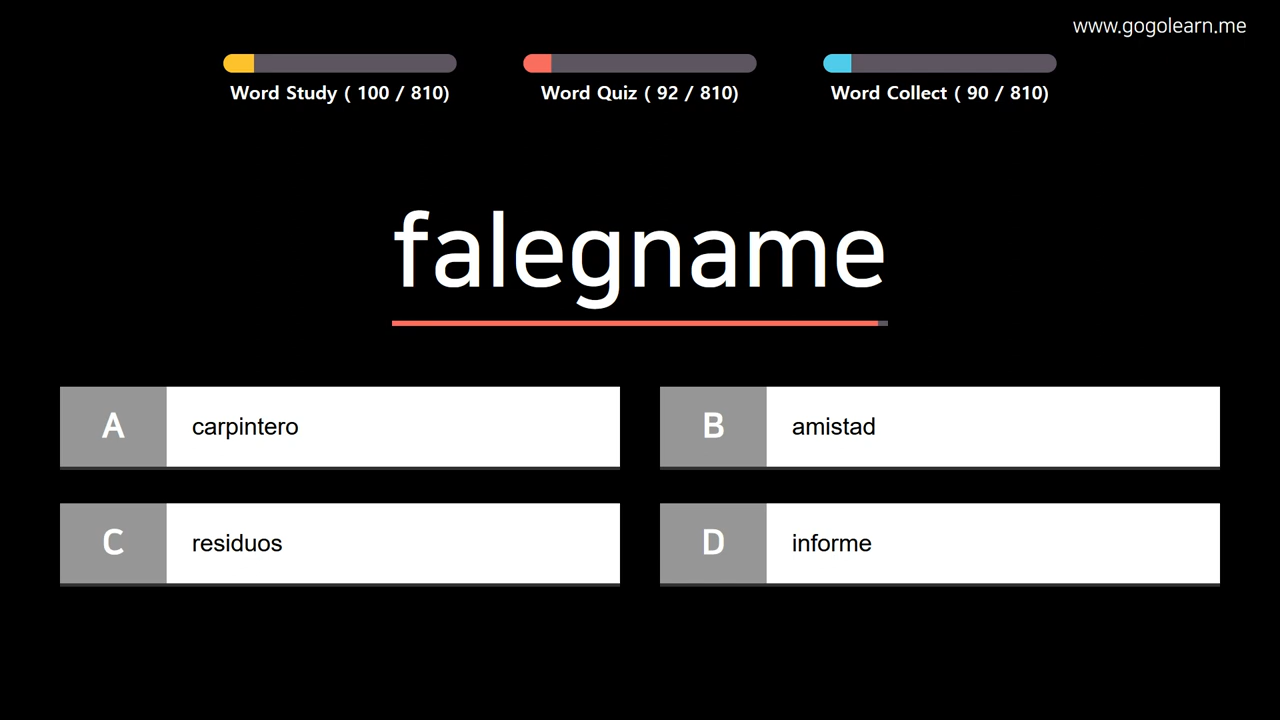 www.gogolearn.me
Word Study ( 100 / 810)
Word Quiz ( 92 / 810)
Word Collect ( 90 / 810)
falegname
A carpintero
B amistad
C residuos
D informe